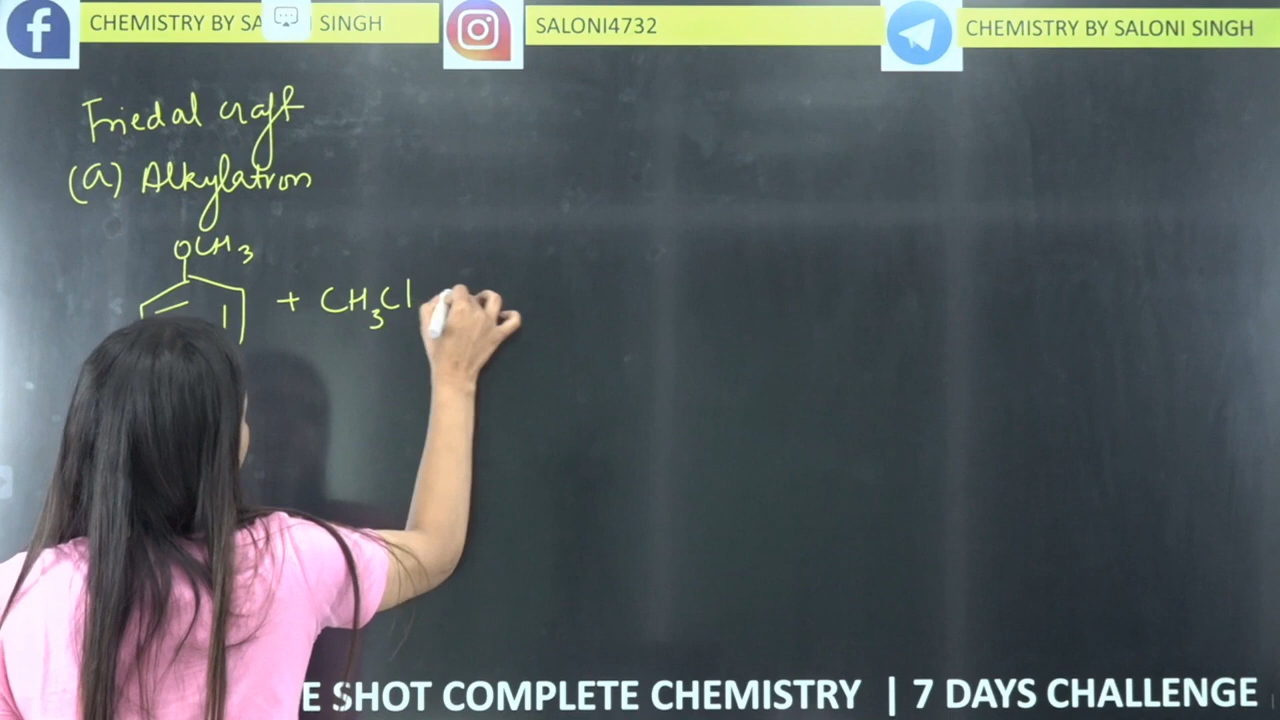 CHEMISTRY BY SA SINGH
SALONI4732
CHEMISTRY BY SALONI SINGH
Friedal craft
(a) Alkylation
OCH3
+ CH3Cl
E SHOT COMPLETE CHEMISTRY | 7 DAYS CHALLENGE